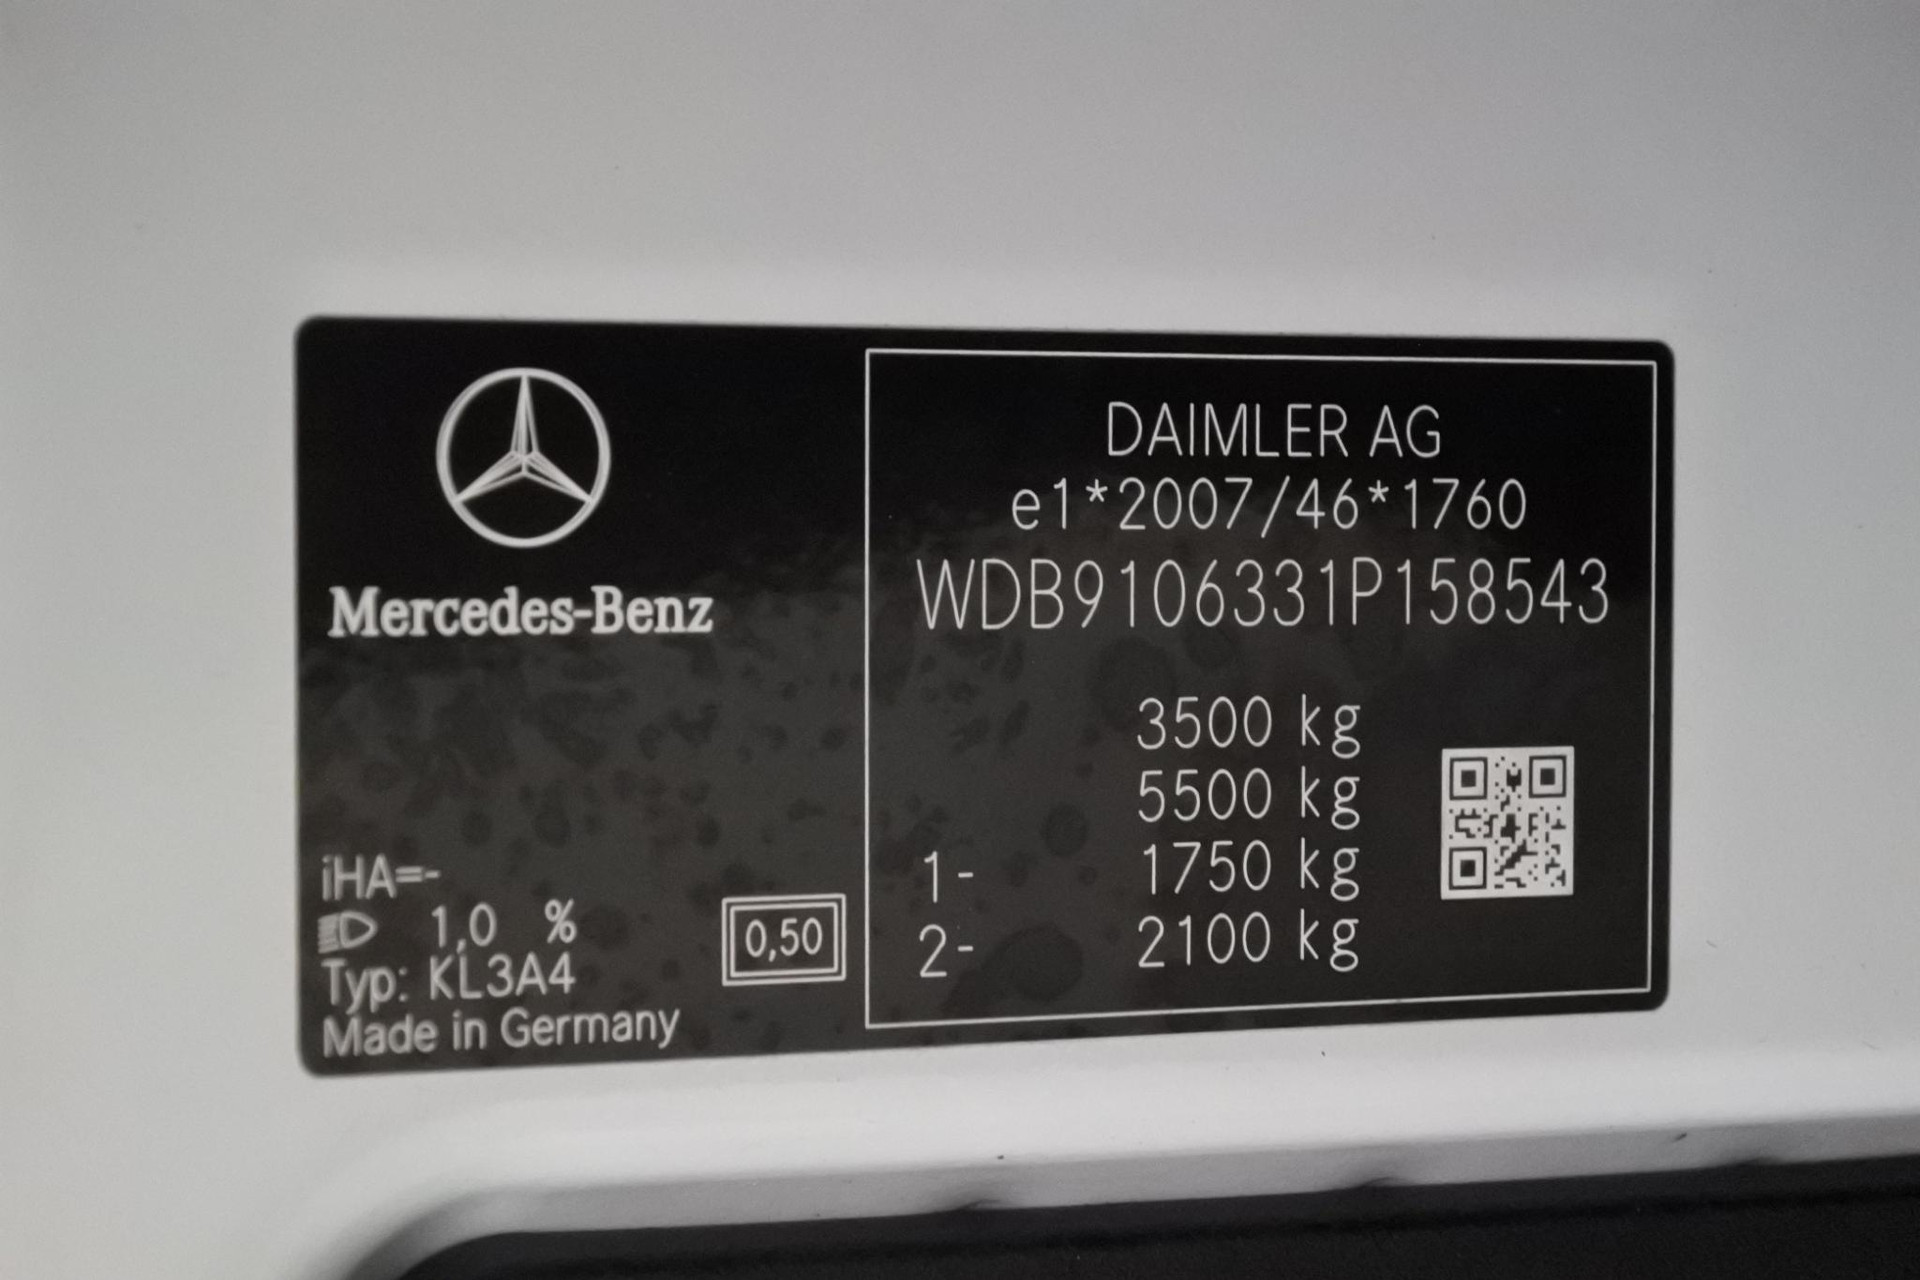 Mercedes-Benz
iHA=-
1,0 %
Typ: KL3A4
Made in Germany
0,50
DAIMLER AG
e1*2007/46*1760
WDB9106331P158543
3500 kg
5500 kg
1- 1750 kg
2- 2100 kg